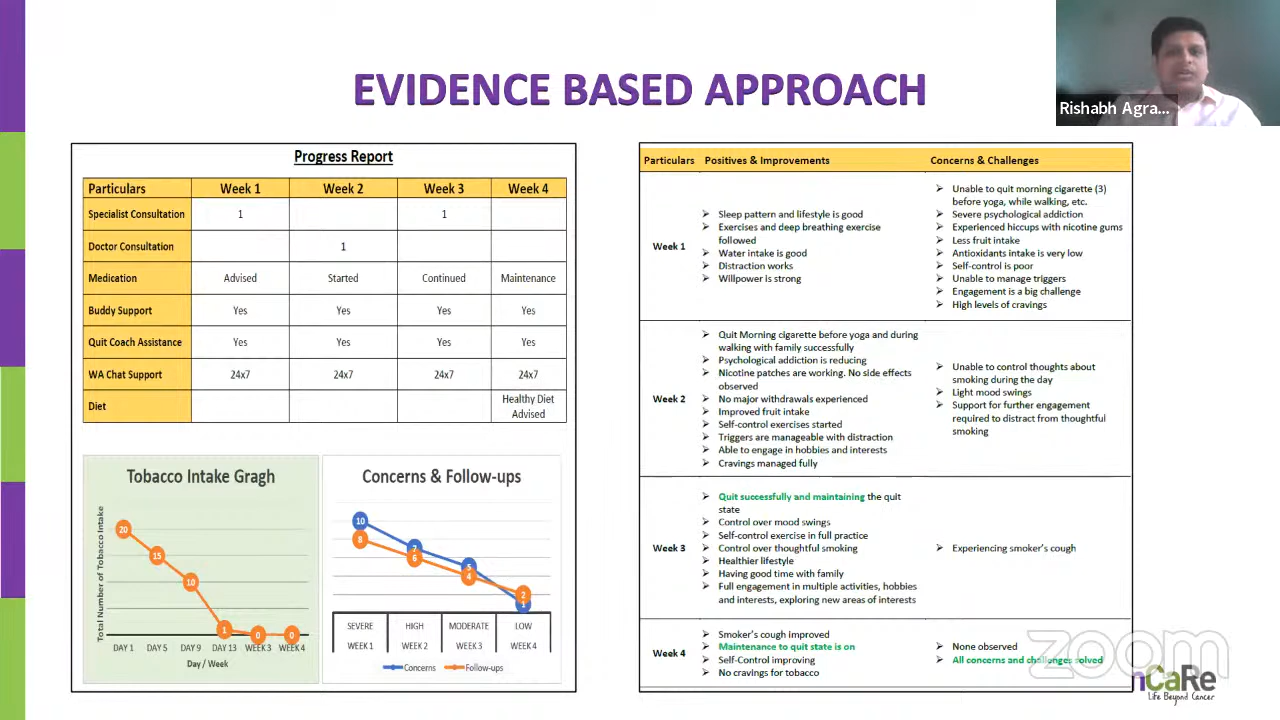 EVIDENCE BASED APPROACH
Rishabh Agra...
Progress Report
Particulars Week 1 Week 2 Week 3 Week 4
Specialist Consultation 1 1
Doctor Consultation 1
Medication Advised Started Continued Maintenance
Buddy Support Yes Yes Yes Yes
Quit Coach Assistance Yes Yes Yes Yes
WA Chat Support 24x7 24x7 24x7 24x7
Diet Healthy Diet
Advised
Tobacco Intake Gragh
Total Number of Tobacco Intake
20
15
10
1
0
0
DAY 1 DAY 5 DAY 9 DAY 13 WEEK 3 WEEK 4
Day / Week
Concerns & Follow-ups
10
8
7
6
5
4
2
1
SEVERE HIGH MODERATE LOW
WEEK 1 WEEK 2 WEEK 3 WEEK 4
Concerns Follow-ups
Particulars Positives & Improvements Concerns & Challenges
Week 1
Sleep pattern and lifestyle is good
Exercises and deep breathing exercise
followed
Water intake is good
Distraction works
Willpower is strong
Unable to quit morning cigarette (3)
before yoga, while walking, etc.
Severe psychological addiction
Experienced hiccups with nicotine gums
Less fruit intake
Antioxidants intake is very low
Self-control is poor
Unable to manage triggers
Engagement is a big challenge
High levels of cravings
Week 2
Quit Morning cigarette before yoga and during
walking with family successfully
Psychological addiction is reducing
Nicotine patches are working. No side effects
observed
No major withdrawals experienced
Improved fruit intake
Self-control exercises started
Triggers are manageable with distraction
Able to engage in hobbies and interests
Cravings managed fully
Unable to control thoughts about
smoking during the day
Light mood swings
Support for further engagement
required to distract from thoughtful
smoking
Week 3
Quit successfully and maintaining the quit
state
Control over mood swings
Self-control exercise in full practice
Control over thoughtful smoking
Healthier lifestyle
Having good time with family
Full engagement in multiple activities, hobbies
and interests, exploring new areas of interests
Experiencing smoker's cough
Week 4
Smoker's cough improved
Maintenance to quit state is on
Self-Control improving
No cravings for tobacco
None observed
All concerns and challenges solved
zoom
nCaRe
Life Beyond Cancer